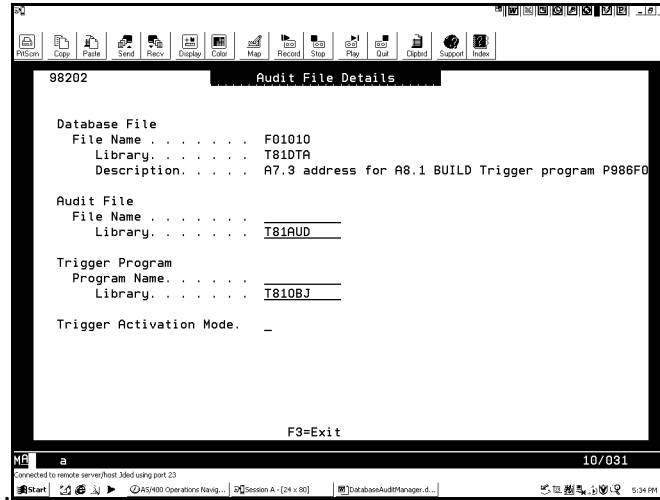 PrtScrn Copy Paste Send Recv Display Color Map Record Stop Play Quit Clipbrd Support Index
98202 Audit File Details
Database File
File Name . . . . . . . F01010
Library. . . . . . . T81DTA
Description. . . . . A7.3 address for A8.1 BUILD Trigger program P986F0
Audit File
File Name . . . . . . .
Library. . . . . . . T81AUD
Trigger Program
Program Name. . . . . .
Library. . . . . . . T81OBJ
Trigger Activation Mode.
F3=Exit
MA a 10/031
Connected to remote server/host Jded using port 23
Start AS/400 Operations Navig... Session A - [24 x 80] DatabaseAuditManager.d... 5:34 PM